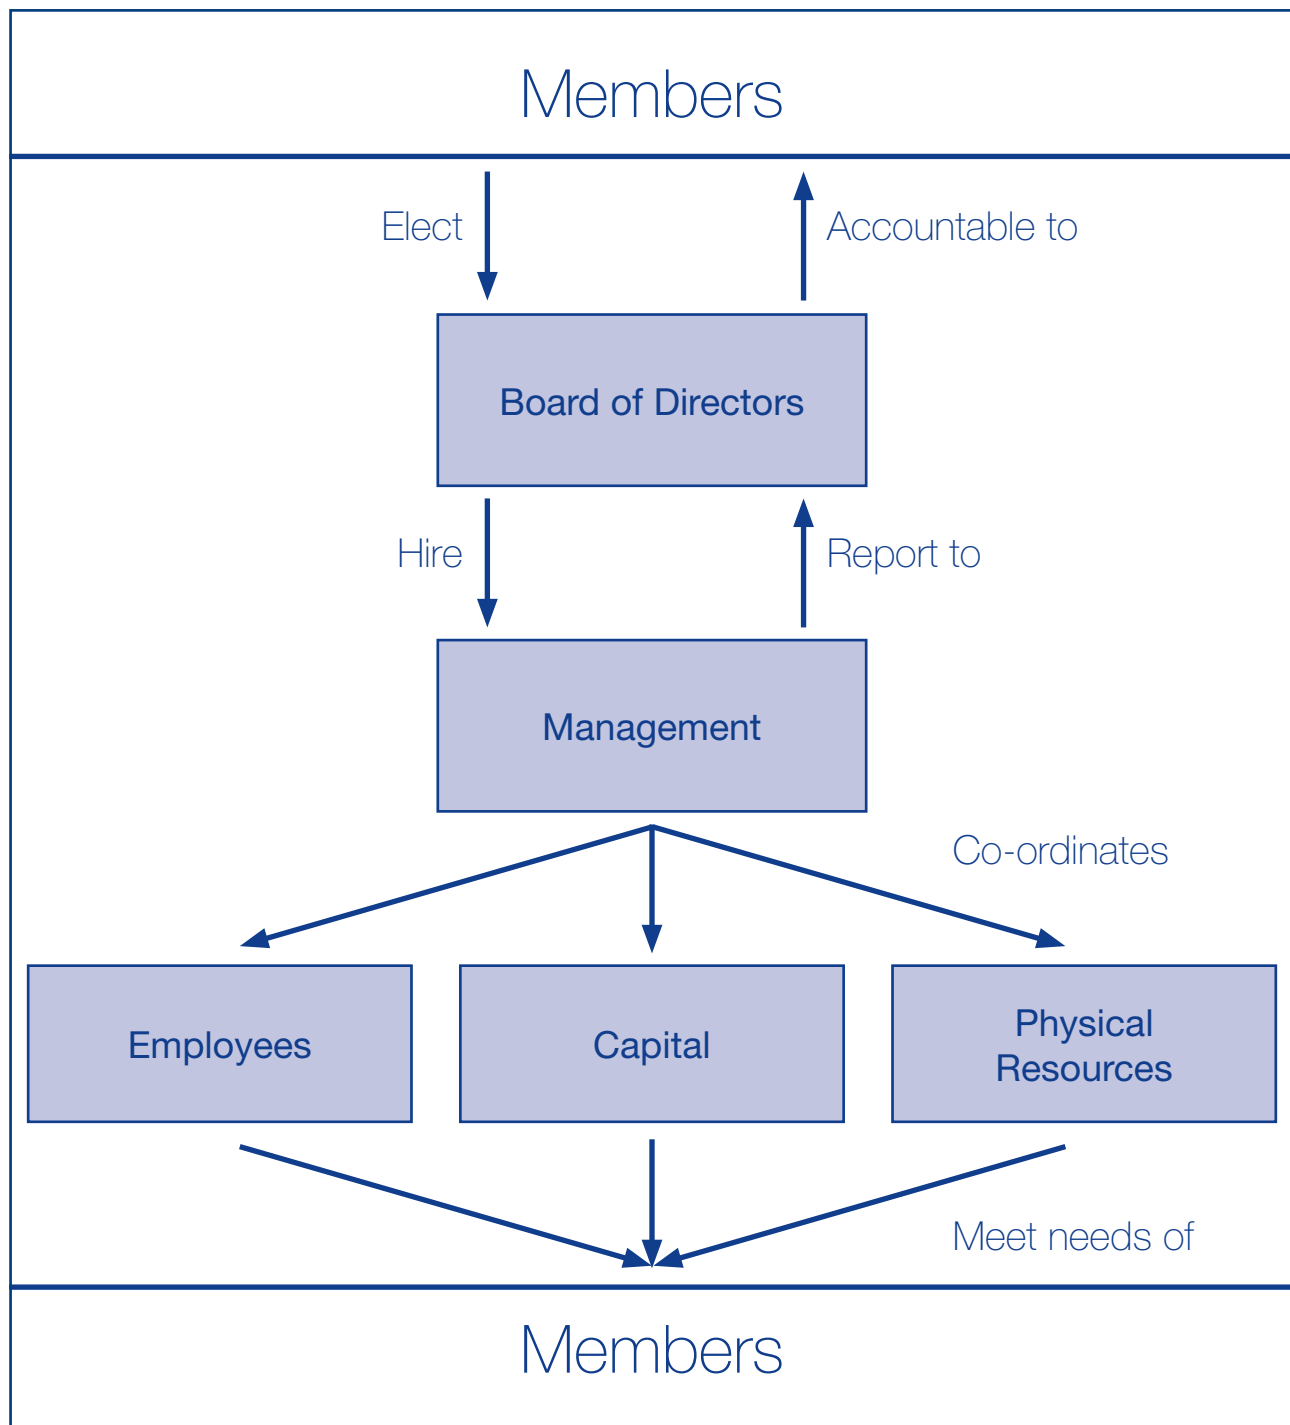 Members
Elect
Accountable to
Board of Directors
Hire
Report to
Management
Co-ordinates
Employees
Capital
Physical
Resources
Meet needs of
Members